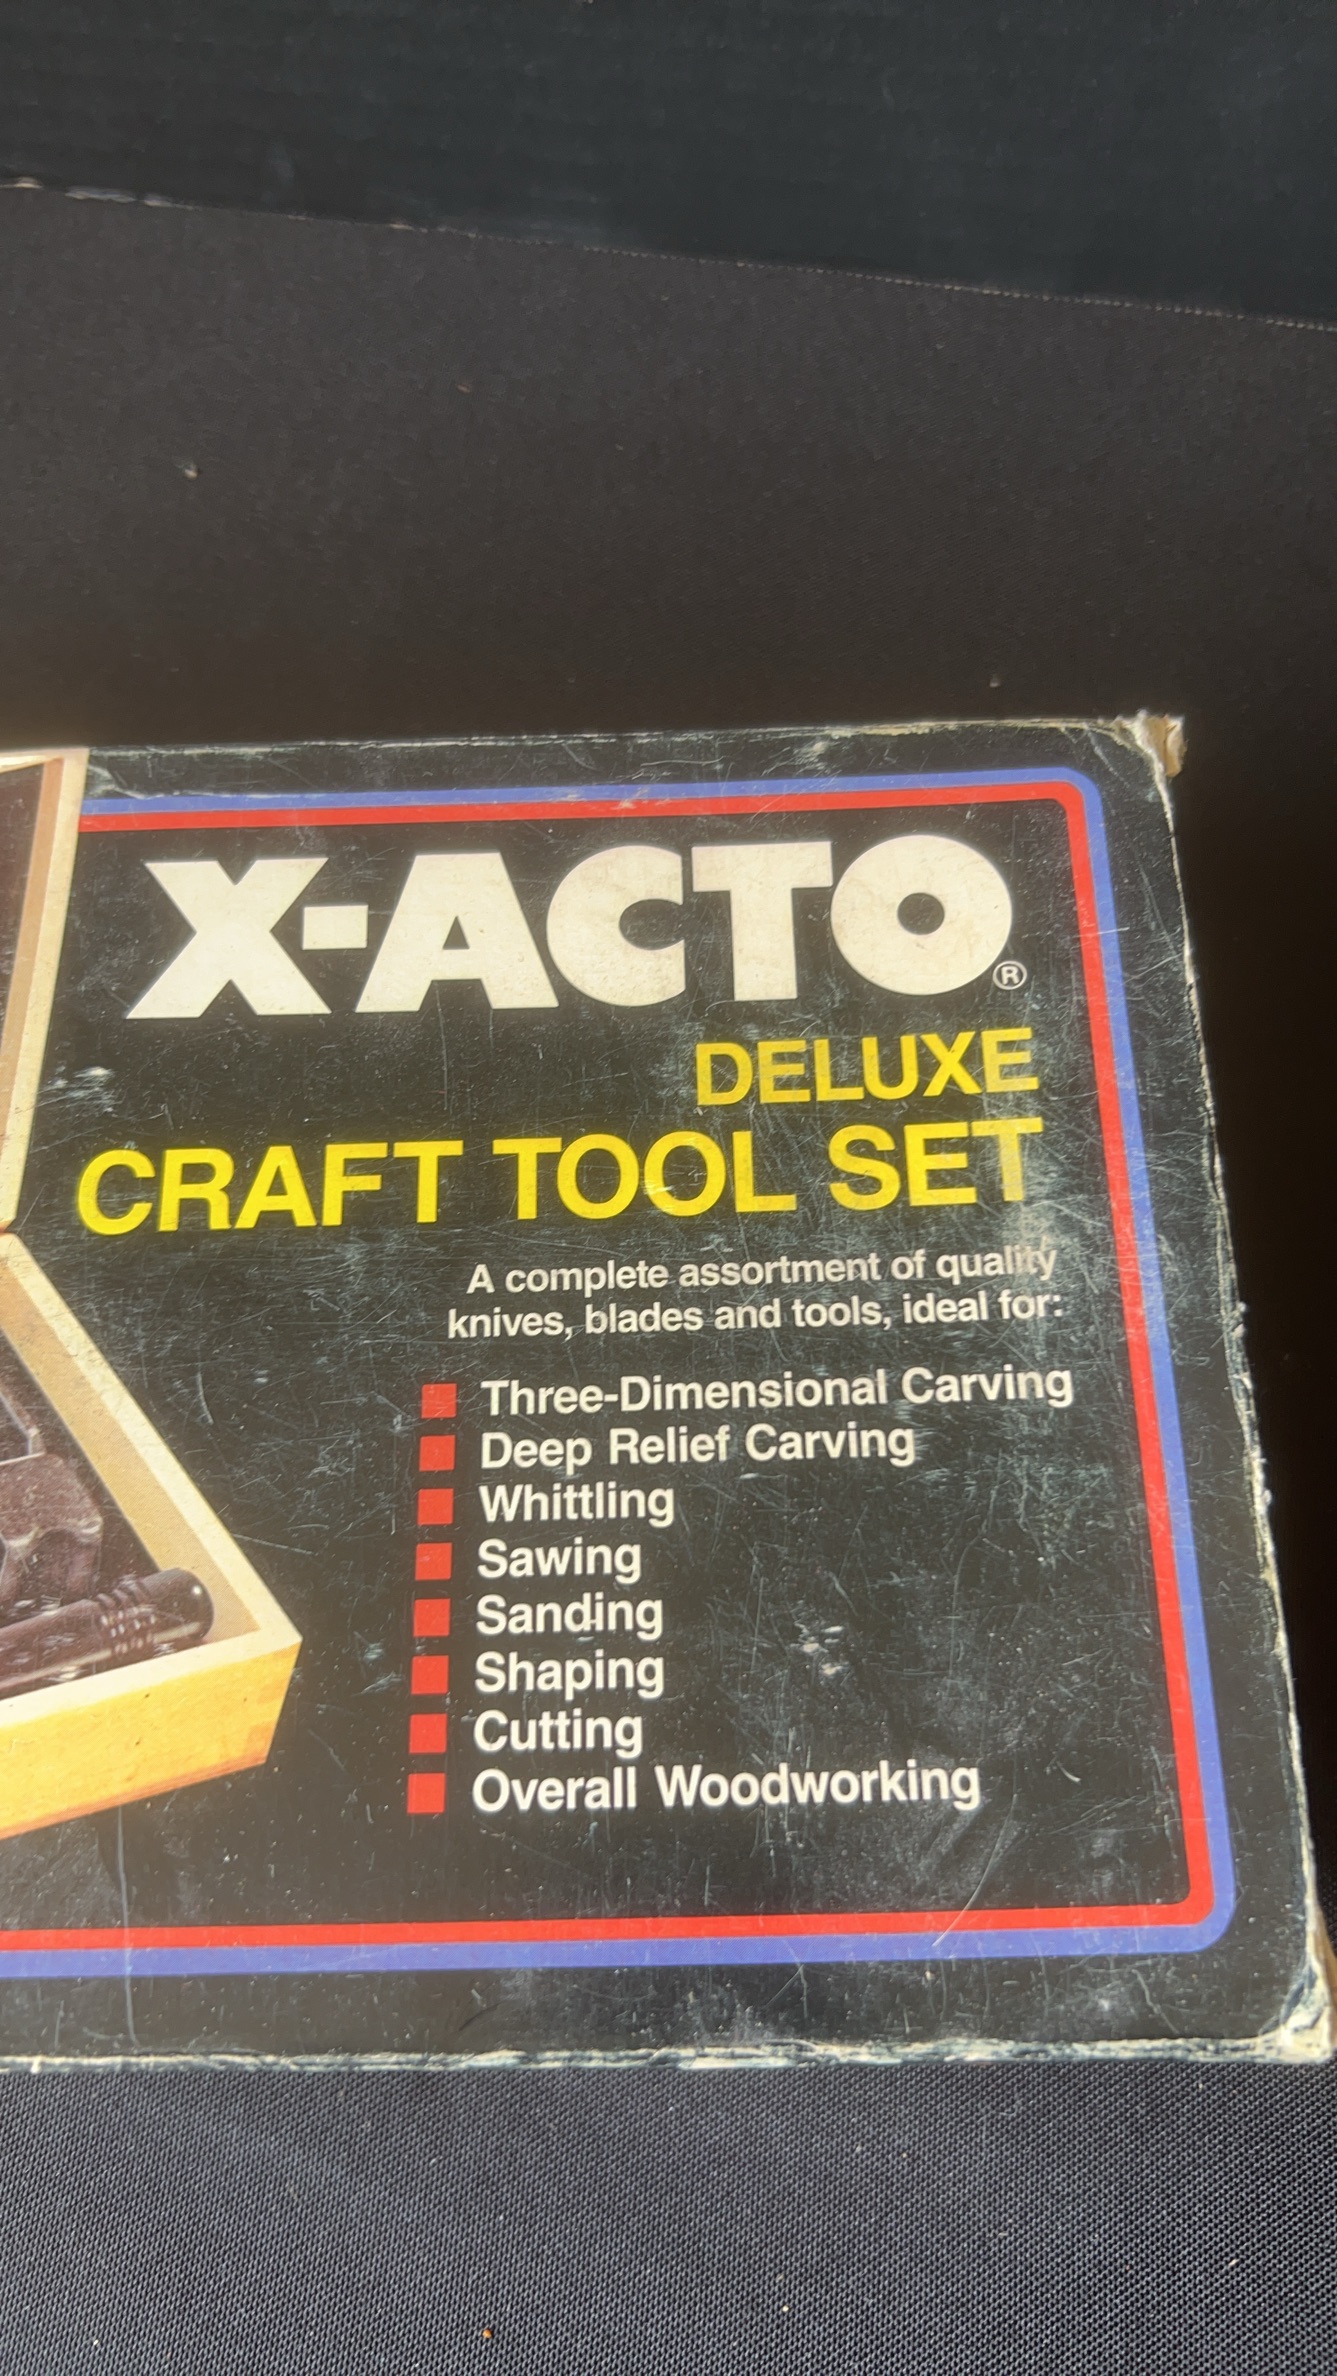 X-ACTO®
DELUXE
CRAFT TOOL SET
A complete assortment of quality
knives, blades and tools, ideal for:
Three-Dimensional Carving
Deep Relief Carving
Whittling
Sawing
Sanding
Shaping
Cutting
Overall Woodworking